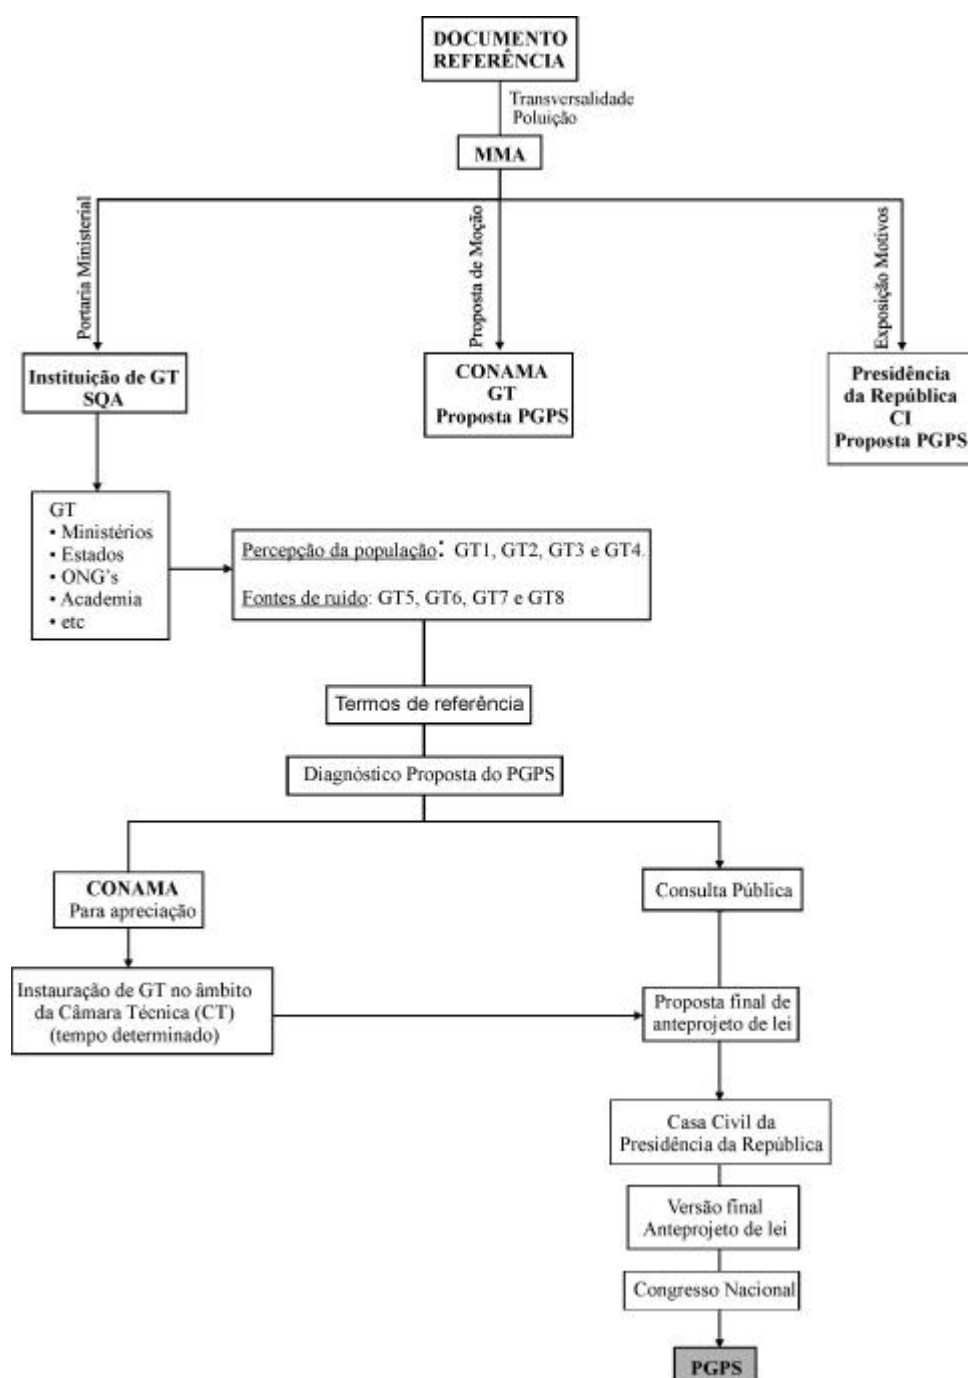 DOCUMENTO
REFERÊNCIA
Transversalidade
Poluição
MMA
Portaria Ministerial
Proposta de Moção
Exposição Motivos
Instituição de GT
SQA
CONAMA
GT
Proposta PGPS
Presidência
da República
CI
Proposta PGPS
GT
• Ministérios
• Estados
• ONG's
• Academia
• etc
Percepção da população: GT1, GT2, GT3 e GT4.
Fontes de ruido: GT5, GT6, GT7 e GT8
Termos de referência
Diagnóstico Proposta do PGPS
CONAMA
Para apreciação
Consulta Pública
Instauração de GT no âmbito
da Câmara Técnica (CT)
(tempo determinado)
Proposta final de
anteprojeto de lei
Casa Civil da
Presidência da República
Versão final
Anteprojeto de lei
Congresso Nacional
PGPS